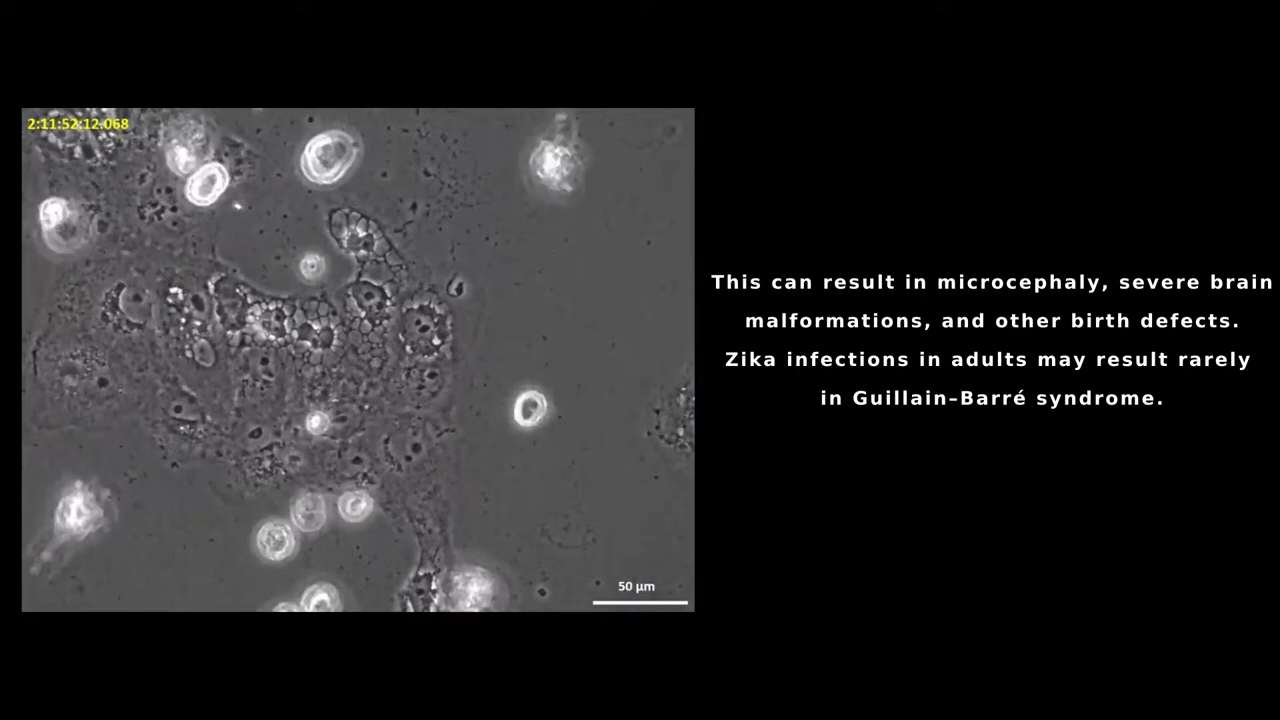 2:11:52:12.068
This can result in microcephaly, severe brain
malformations, and other birth defects.
Zika infections in adults may result rarely
in Guillain–Barré syndrome.
50 µm